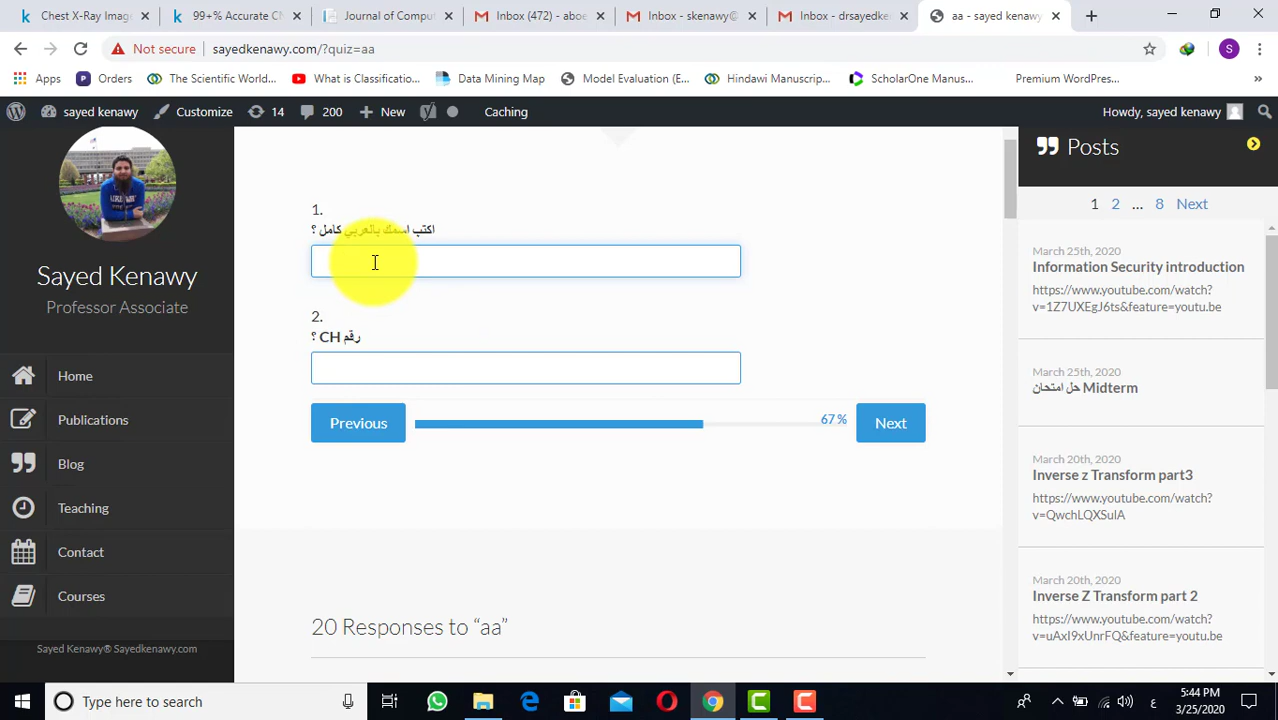 Chest X-Ray Imag
99+% Accurate CN
Journal of Comput
Inbox (472) - aboe
Inbox - skenawy@
Inbox - drsayedken
aa - sayed kenawy
Not secure
sayedkenawy.com/?quiz=aa
Apps
Orders
The Scientific World...
What is Classificatio...
Data Mining Map
Model Evaluation (E...
Hindawi Manuscrip...
ScholarOne Manus...
Premium WordPres...
sayed kenawy
Customize
14
200
New
Caching
Howdy, sayed kenawy
Sayed Kenawy
Professor Associate
Home
Publications
Blog
Teaching
Contact
Courses
Sayed Kenawy® Sayedkenawy.com
1.
اكتب اسمك بالعربي كامل ؟
2.
رقم CH ؟
Previous
67%
Next
20 Responses to “aa”
Posts
1 2 ... 8 Next
March 25th, 2020
Information Security introduction
https://www.youtube.com/watch?
v=1Z7UXEgJ6ts&feature=youtu.be
March 25th, 2020
حل امتحان Midterm
March 20th, 2020
Inverse z Transform part3
https://www.youtube.com/watch?
v=QwchLQXSuIA
March 20th, 2020
Inverse Z Transform part 2
https://www.youtube.com/watch?
v=uAxI9xUnrFQ&feature=youtu.be
Type here to search
ع
5:44 PM
3/25/2020